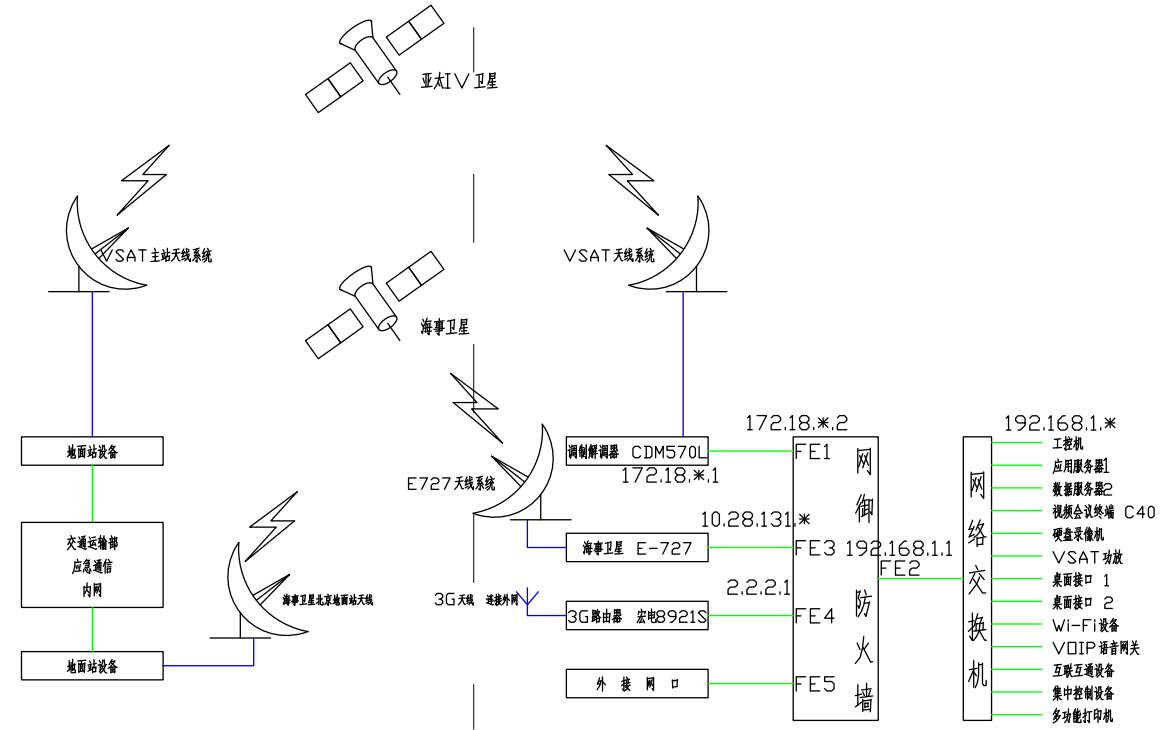 亚太IV卫星
VSAT主站天线系统
VSAT天线系统
海事卫星
地面站设备
交通运输部
应急通信
内网
地面站设备
海事卫星北京地面站天线
E727天线系统
3G天线 连接外网
调制解调器 CDM570L
172.18.*.1
172.18.*.2
海事卫星 E-727
10.28.131.*
3G路由器 宏电8921S
2.2.2.1
外接网口
FE1
FE3
FE4
FE5
网御防火墙
192.168.1.1
FE2
网络交换机
192.168.1.*
工控机
应用服务器1
数据服务器2
视频会议终端 C40
硬盘录像机
VSAT功放
桌面接口 1
桌面接口 2
Wi-Fi设备
VOIP语音网关
互联互通设备
集中控制设备
多功能打印机